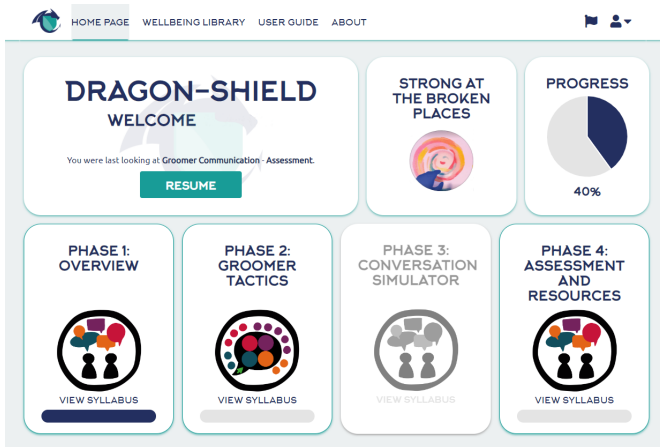 HOME PAGE WELLBEING LIBRARY USER GUIDE ABOUT
DRAGON-SHIELD
WELCOME
You were last looking at Groomer Communication - Assessment.
RESUME
STRONG AT
THE BROKEN
PLACES
PROGRESS
40%
PHASE 1:
OVERVIEW
VIEW SYLLABUS
PHASE 2:
GROOMER
TACTICS
VIEW SYLLABUS
PHASE 3:
CONVERSATION
SIMULATOR
VIEW SYLLABUS
PHASE 4:
ASSESSMENT
AND
RESOURCES
VIEW SYLLABUS